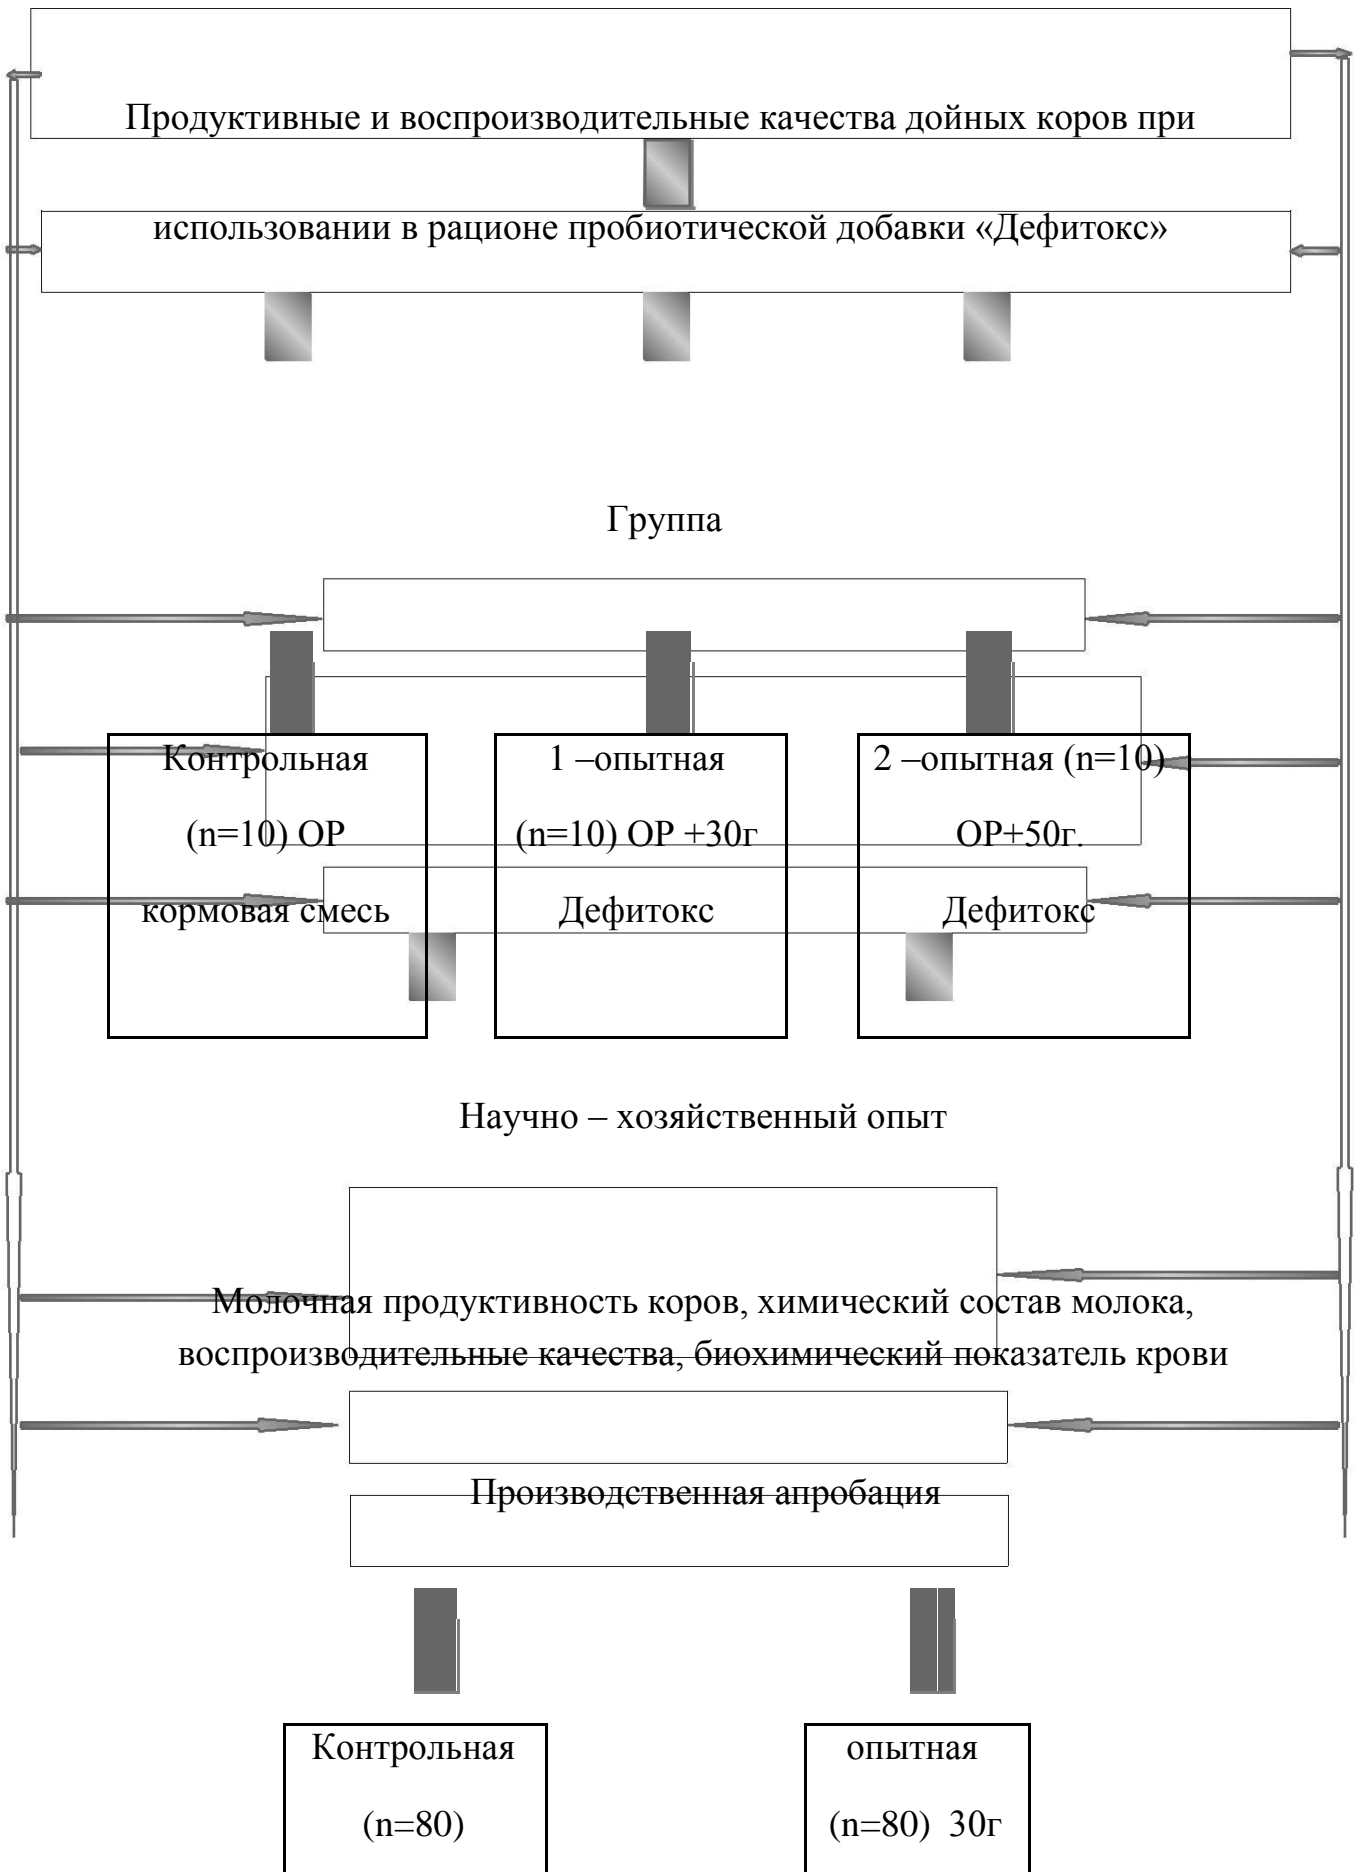 Продуктивные и воспроизводительные качества дойных коров при
использовании в рационе пробиотической добавки «Дефитокс»
Группа
Контрольная
(n=10) ОР
кормовая смесь
1 –опытная
(n=10) ОР +30г
Дефитокс
2 –опытная (n=10)
ОР+50г.
Дефитокс
Научно – хозяйственный опыт
Молочная продуктивность коров, химический состав молока,
воспроизводительные качества, биохимический показатель крови
Производственная апробация
Контрольная
(n=80)
опытная
(n=80) 30г